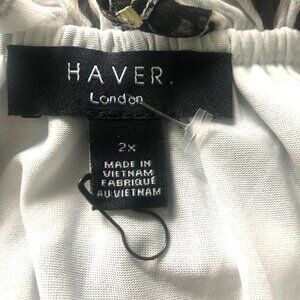 HAVER.
London
2x
MADE IN
VIETNAM
FABRIQUÉ
AU VIETNAM